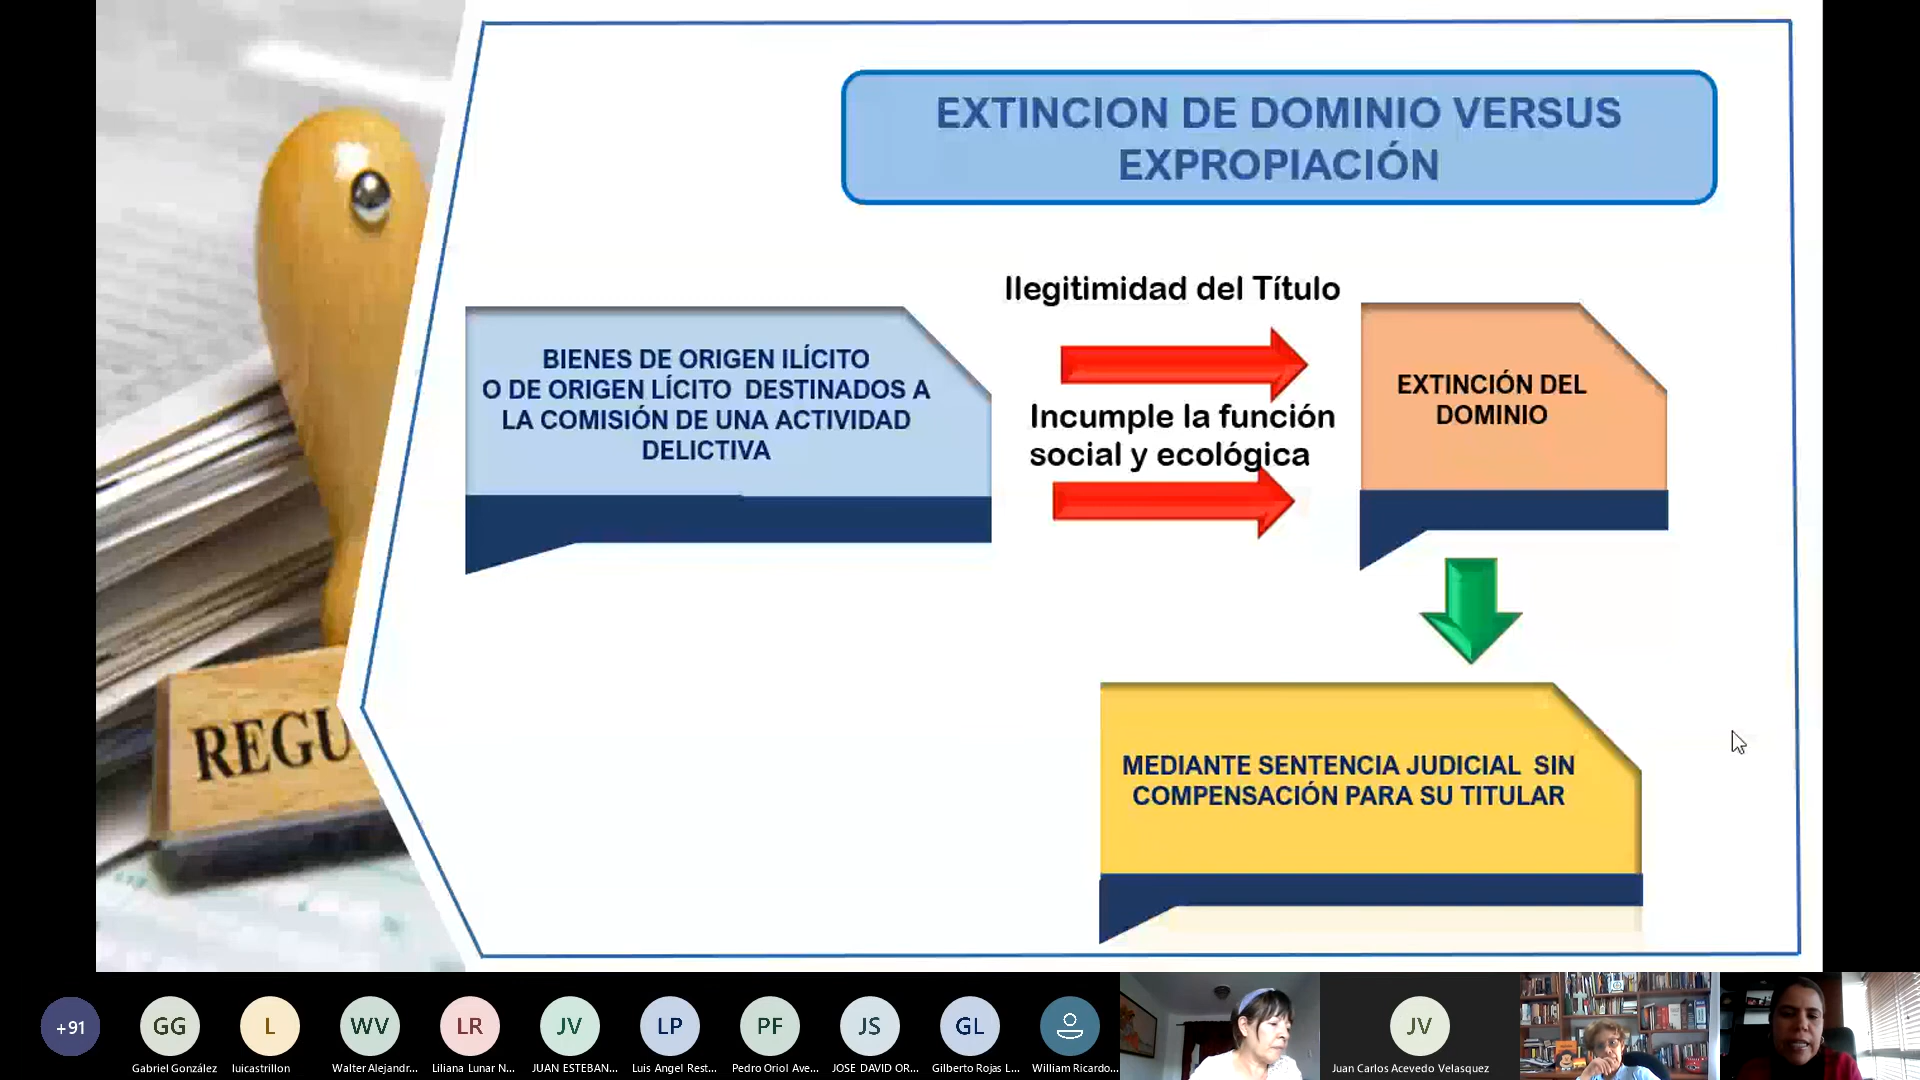 EXTINCION DE DOMINIO VERSUS
EXPROPIACIÓN
Ilegitimidad del Título
BIENES DE ORIGEN ILÍCITO
O DE ORIGEN LÍCITO DESTINADOS A
LA COMISIÓN DE UNA ACTIVIDAD
DELICTIVA
Incumple la función
social y ecológica
EXTINCIÓN DEL
DOMINIO
MEDIANTE SENTENCIA JUDICIAL SIN
COMPENSACIÓN PARA SU TITULAR
REGU
+91
GG
L
WV
LR
JV
LP
PF
JS
GL
JV
Gabriel González
luicastrillon
Walter Alejandr...
Liliana Lunar N...
JUAN ESTEBAN...
Luis Angel Rest...
Pedro Oriol Ave...
JOSE DAVID OR...
Gilberto Rojas L...
William Ricardo...
Juan Carlos Acevedo Velasquez